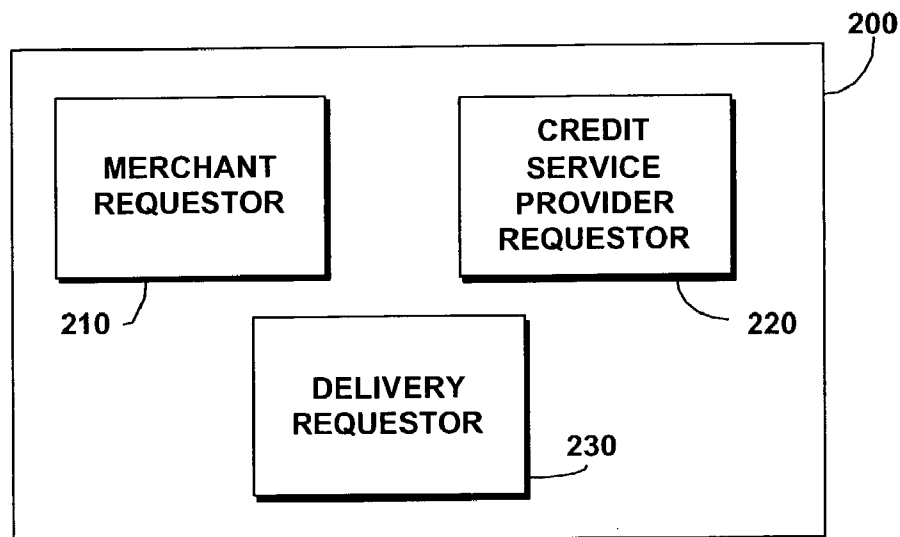 200
MERCHANT
REQUESTOR
CREDIT
SERVICE
PROVIDER
REQUESTOR
210
220
DELIVERY
REQUESTOR
230